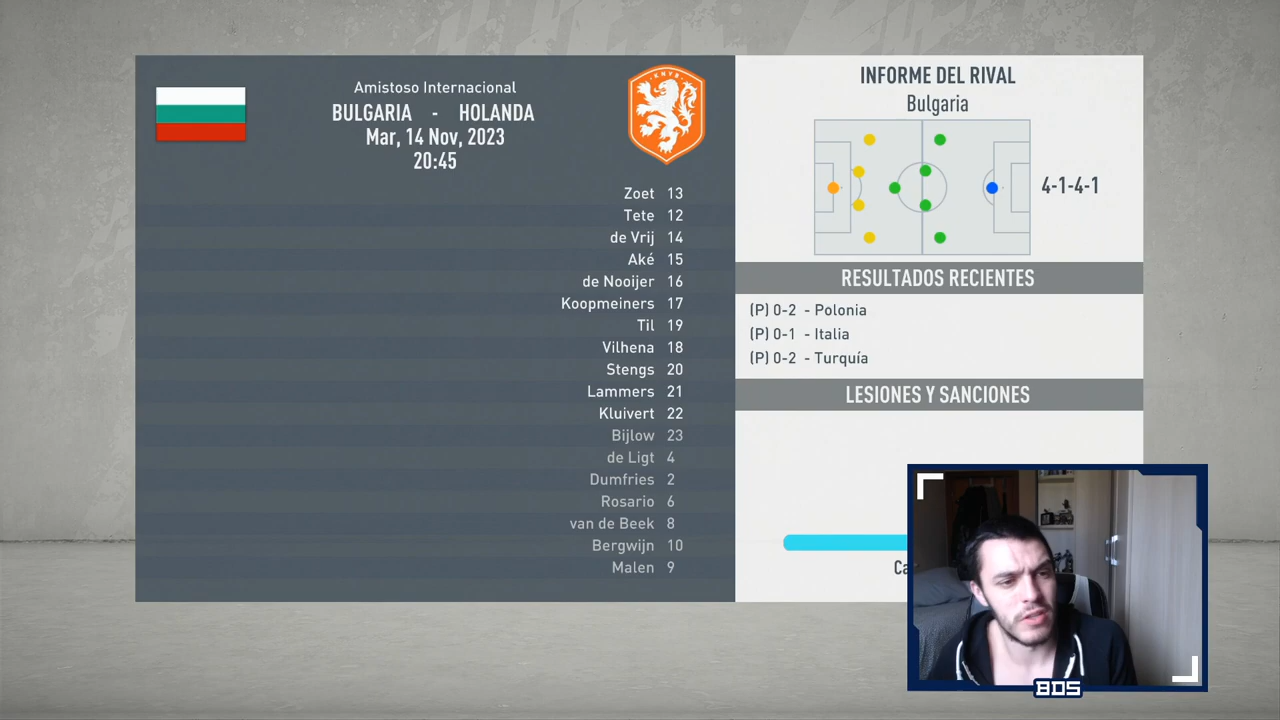 Amistoso Internacional
BULGARIA - HOLANDA
Mar, 14 Nov, 2023
20:45
KNVB
Zoet 13
Tete 12
de Vrij 14
Aké 15
de Nooijer 16
Koopmeiners 17
Til 19
Vilhena 18
Stengs 20
Lammers 21
Kluivert 22
Bijlow 23
de Ligt 4
Dumfries 2
Rosario 6
van de Beek 8
Bergwijn 10
Malen 9
INFORME DEL RIVAL
Bulgaria
4-1-4-1
RESULTADOS RECIENTES
(P) 0-2 - Polonia
(P) 0-1 - Italia
(P) 0-2 - Turquía
LESIONES Y SANCIONES
Ca
BDS